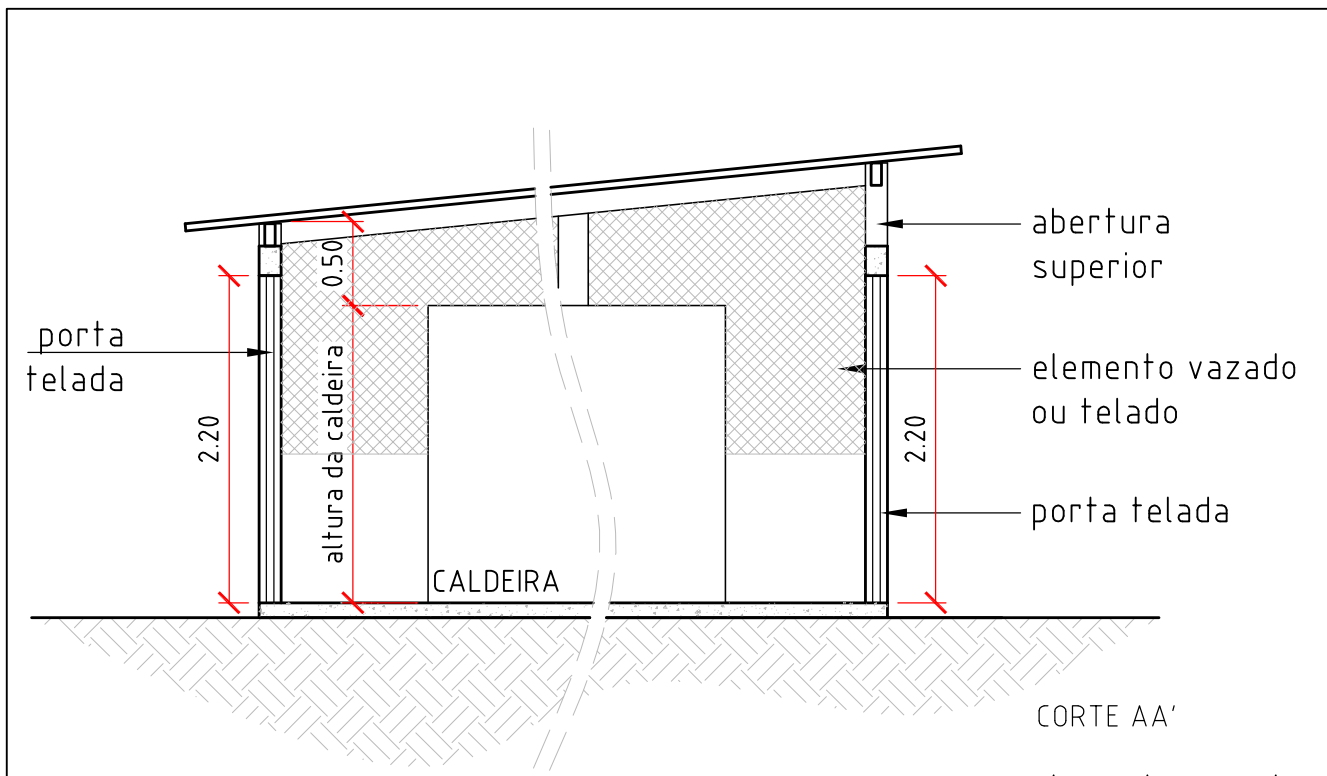 abertura
superior
0.50
porta
telada
altura da caldeira
elemento vazado
ou telado
2.20
2.20
porta telada
CALDEIRA
CORTE AA'